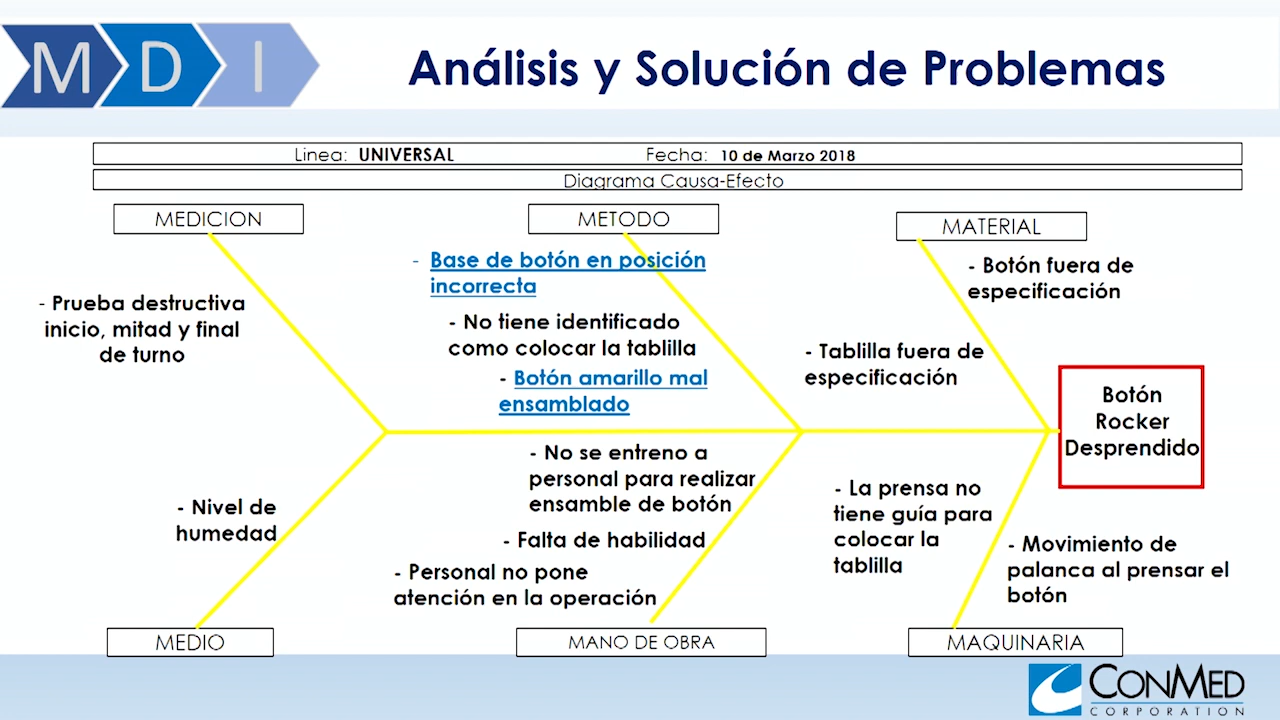 M D I
Análisis y Solución de Problemas
Linea: UNIVERSAL Fecha: 10 de Marzo 2018
Diagrama Causa-Efecto
MEDICION METODO MATERIAL
- Base de botón en posición
incorrecta
- Botón fuera de
especificación
- Prueba destructiva
inicio, mitad y final
de turno
- No tiene identificado
como colocar la tablilla
- Tablilla fuera de
especificación
- Botón amarillo mal
ensamblado
Botón
Rocker
Desprendido
- No se entreno a
personal para realizar
ensamble de botón
- La prensa no
tiene guía para
colocar la
tablilla
- Nivel de
humedad
- Falta de habilidad
- Movimiento de
palanca al prensar el
botón
- Personal no pone
atención en la operación
MEDIO MANO DE OBRA MAQUINARIA
CONMED
CORPORATION